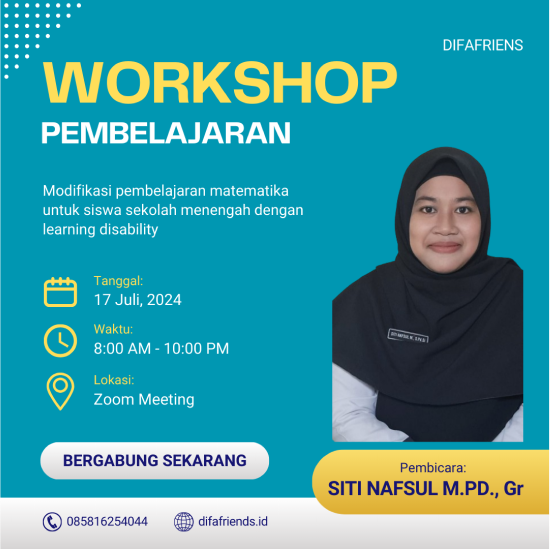 DIFAFRIENS
WORKSHOP
PEMBELAJARAN
Modifikasi pembelajaran matematika
untuk siswa sekolah menengah dengan
learning disability
Tanggal:
17 Juli, 2024
Waktu:
8:00 AM - 10:00 PM
Lokasi:
Zoom Meeting
BERGABUNG SEKARANG
Pembicara:
SITI NAFSUL M.PD., Gr
085816254044
difafriends.id